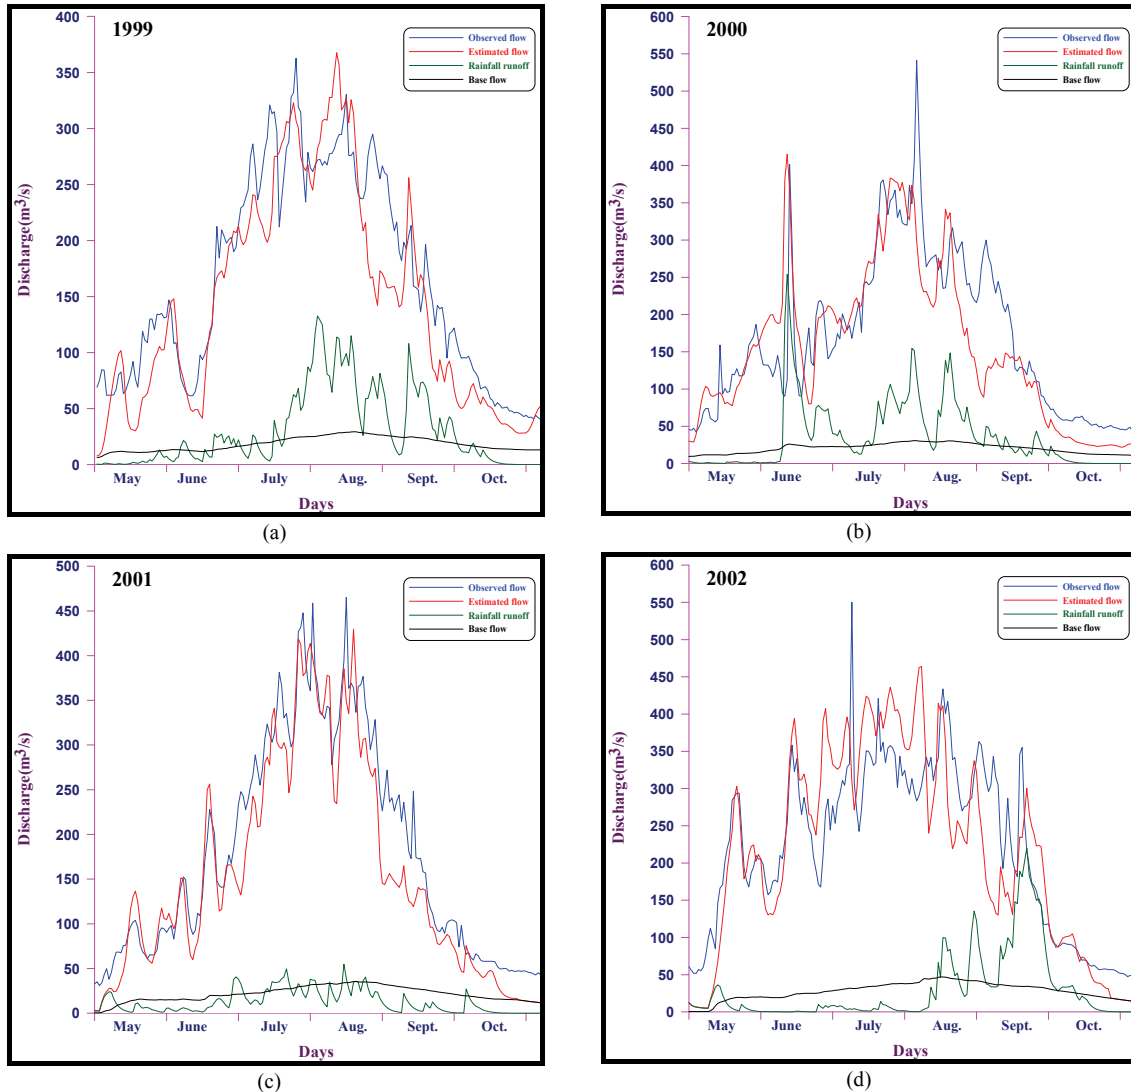 1999
Observed flow
Estimated flow
Rainfall runoff
Base flow
400
350
300
250
200
150
100
50
0
Discharge(m³/s)
May June July Aug. Sept. Oct.
Days
(a)
2000
Observed flow
Estimated flow
Rainfall runoff
Base flow
600
550
500
450
400
350
300
250
200
150
100
50
0
Discharge(m³/s)
May June July Aug. Sept. Oct.
Days
(b)
2001
Observed flow
Estimated flow
Rainfall runoff
Base flow
500
450
400
350
300
250
200
150
100
50
0
Discharge(m³/s)
May June July Aug. Sept. Oct.
Days
(c)
2002
Observed flow
Estimated flow
Rainfall runoff
Base flow
600
550
500
450
400
350
300
250
200
150
100
50
0
Discharge(m³/s)
May June July Aug. Sept. Oct.
Days
(d)